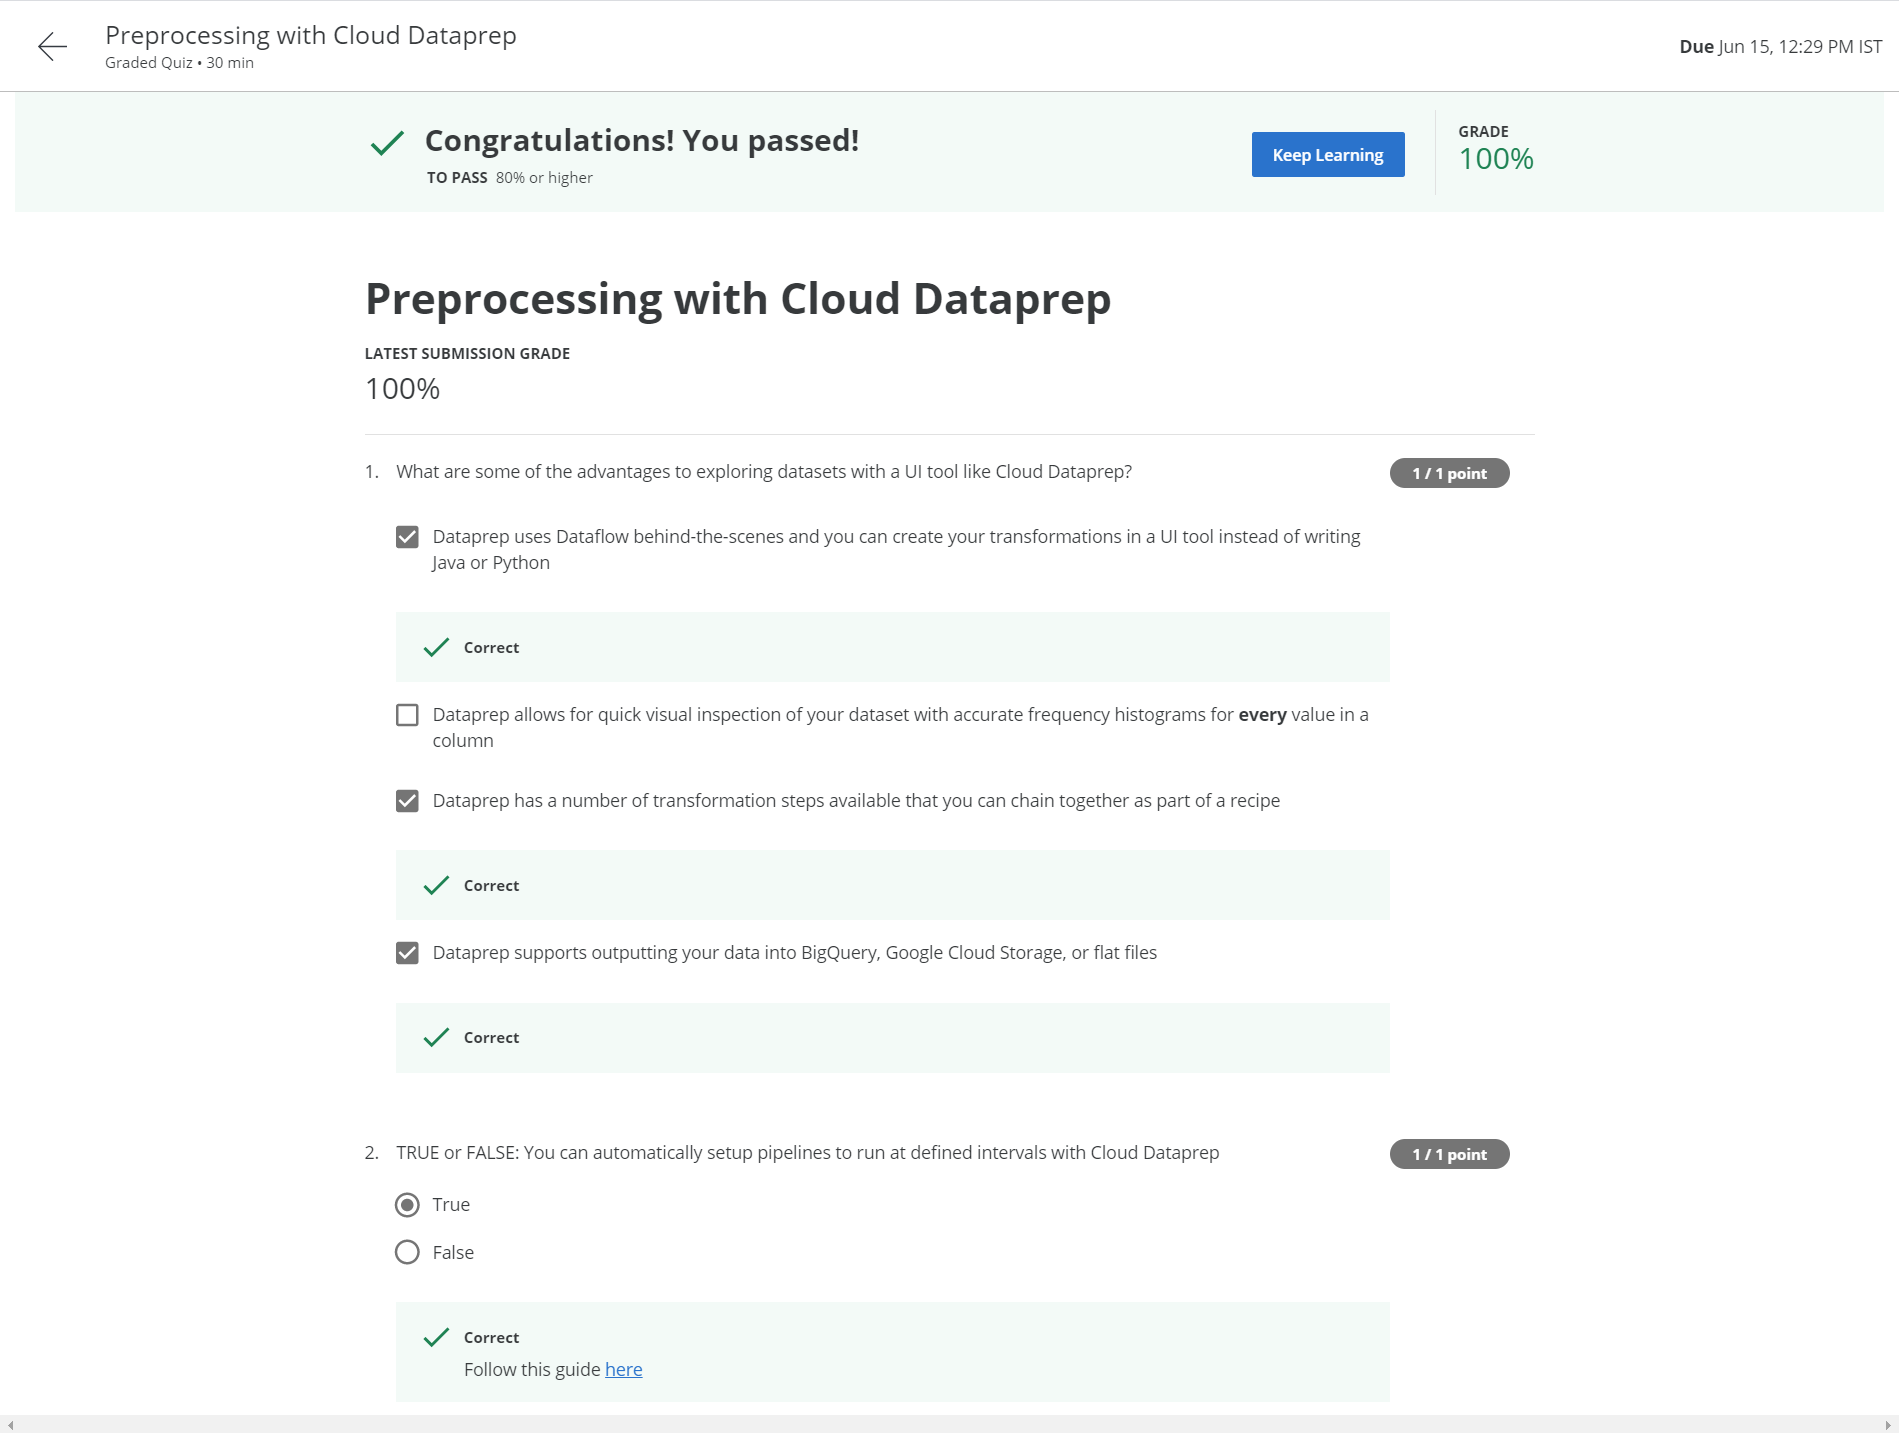 Preprocessing with Cloud Dataprep
Graded Quiz • 30 min
Due Jun 15, 12:29 PM IST
Congratulations! You passed!
TO PASS 80% or higher
Keep Learning
GRADE
100%
Preprocessing with Cloud Dataprep
LATEST SUBMISSION GRADE
100%
1. What are some of the advantages to exploring datasets with a UI tool like Cloud Dataprep?
1 / 1 point
Dataprep uses Dataflow behind-the-scenes and you can create your transformations in a UI tool instead of writing
Java or Python
Correct
Dataprep allows for quick visual inspection of your dataset with accurate frequency histograms for every value in a
column
Dataprep has a number of transformation steps available that you can chain together as part of a recipe
Correct
Dataprep supports outputting your data into BigQuery, Google Cloud Storage, or flat files
Correct
2. TRUE or FALSE: You can automatically setup pipelines to run at defined intervals with Cloud Dataprep
1 / 1 point
True
False
Correct
Follow this guide here